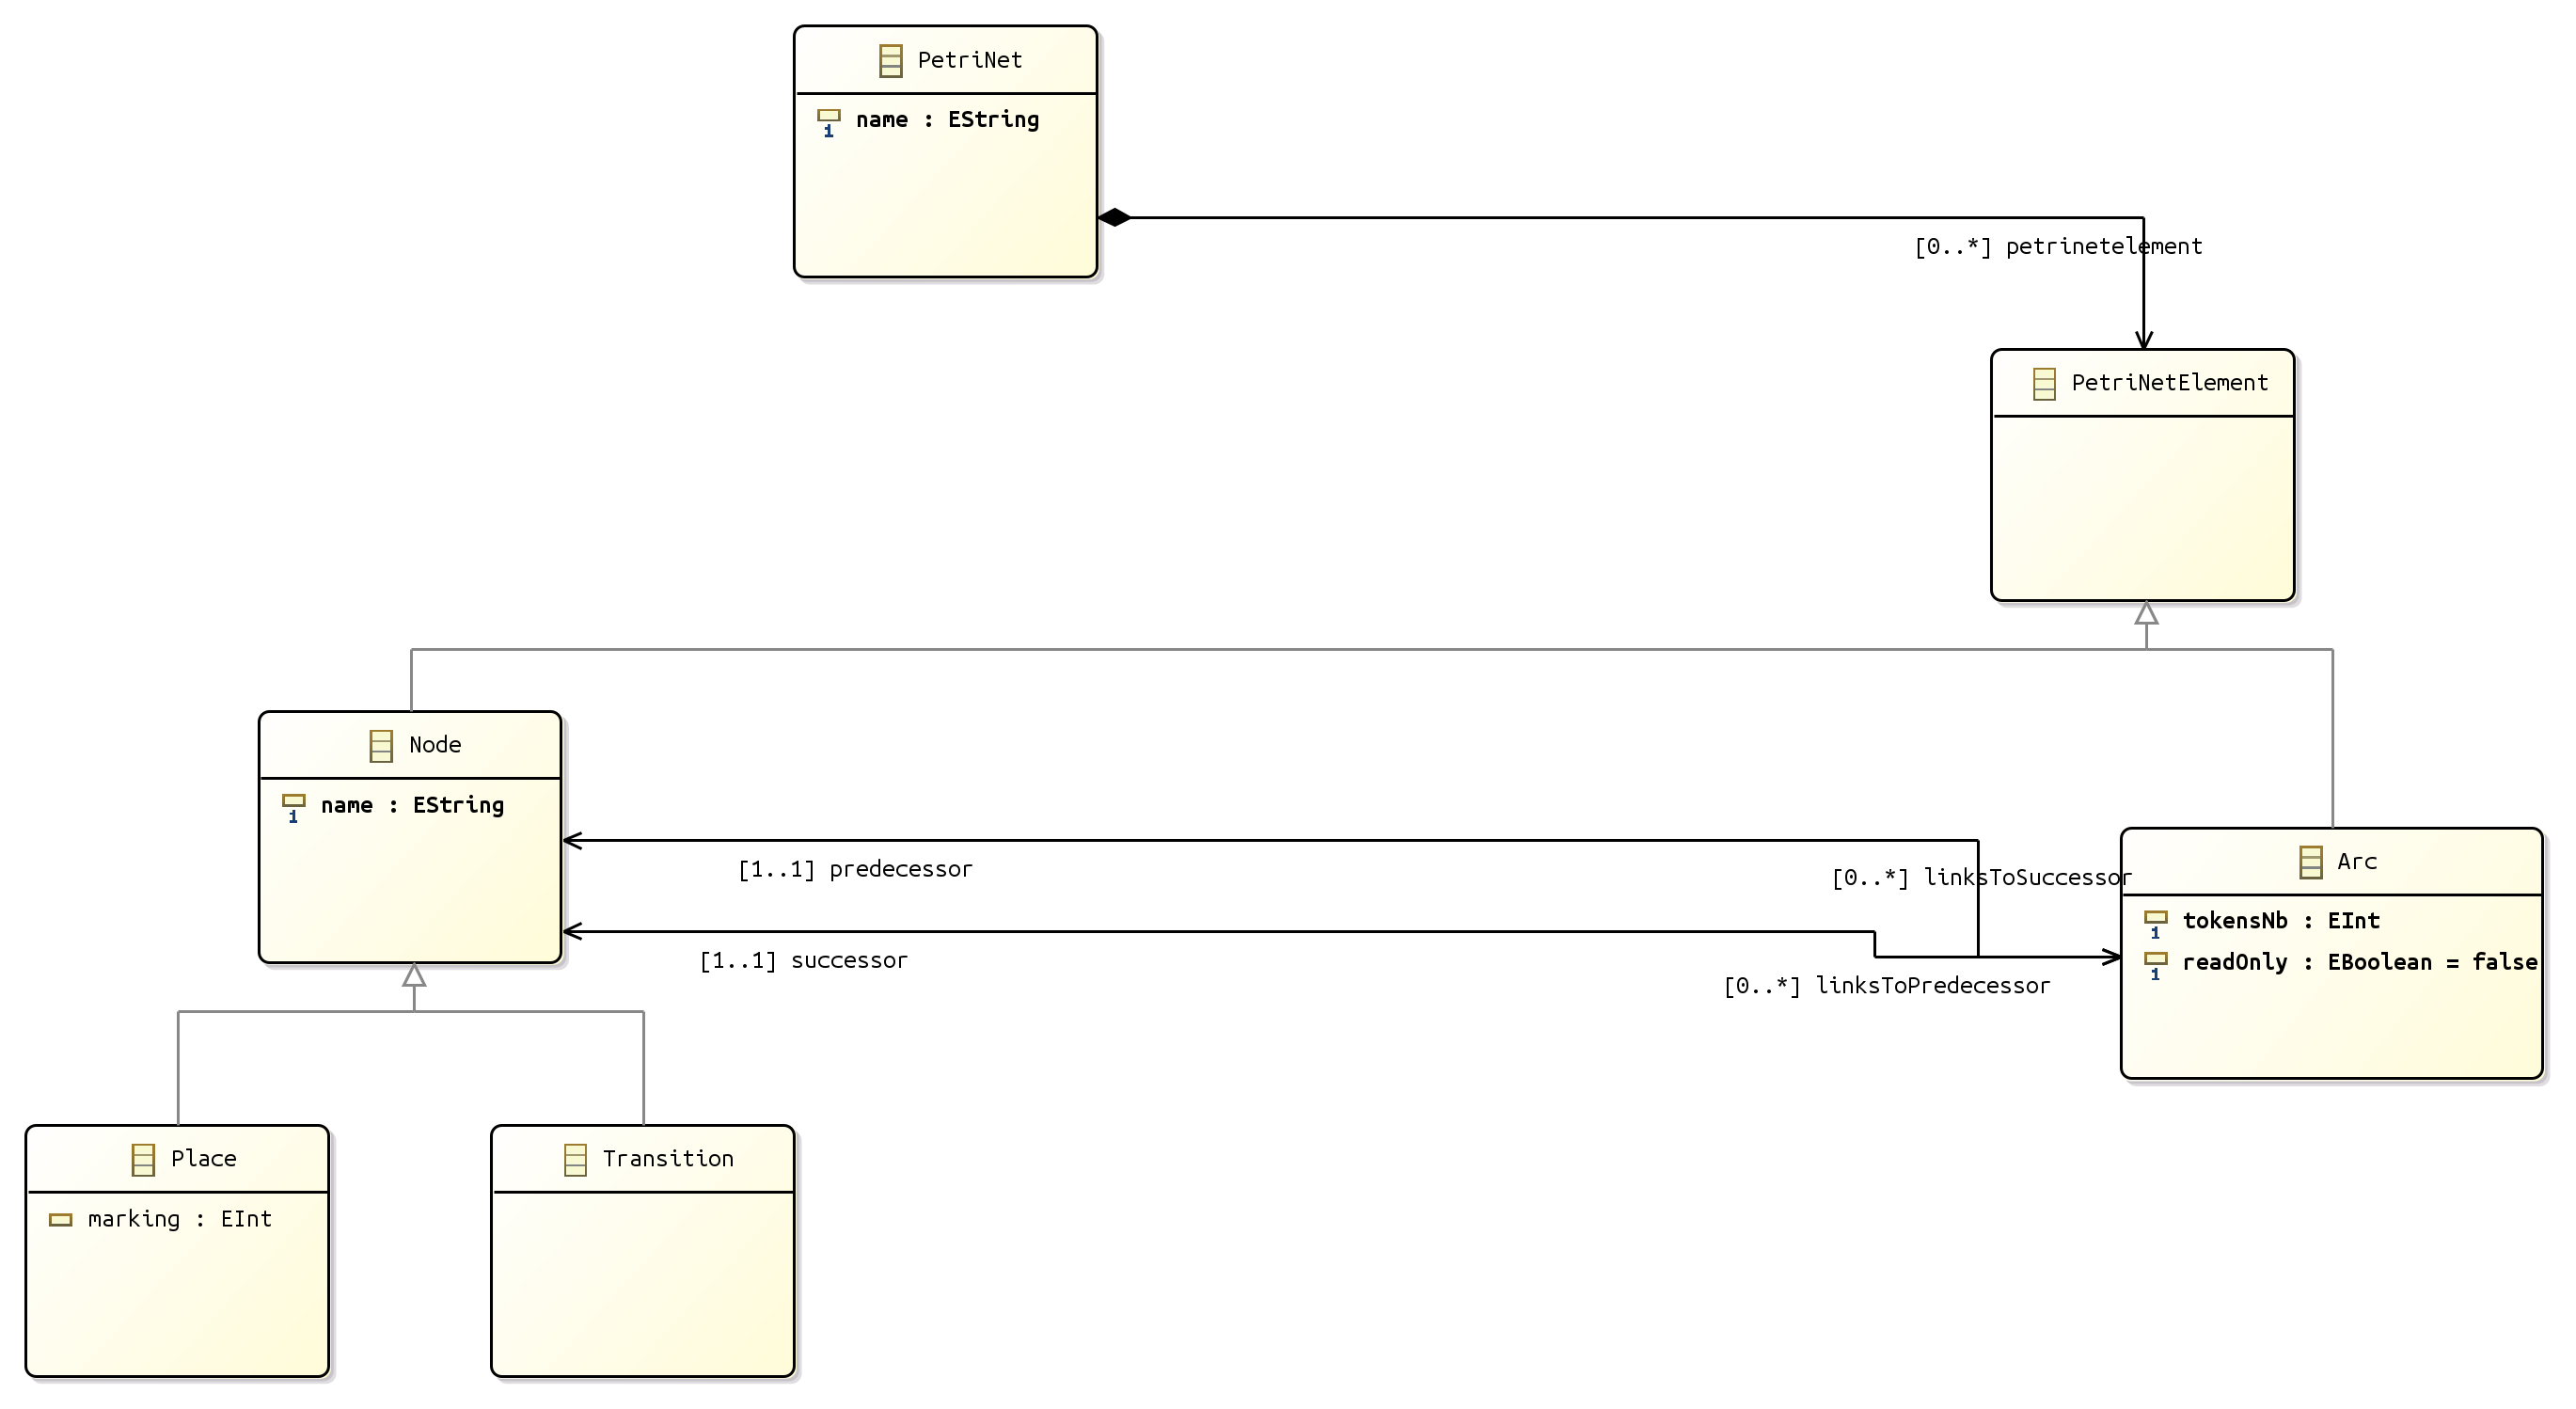 PetriNet
1 name : EString
[0..*] petrinetelement
PetriNetElement
Node
1 name : EString
[1..1] predecessor
[0..*] linksToSuccessor
[1..1] successor
[0..*] linksToPredecessor
Arc
1 tokensNb : EInt
1 readOnly : EBoolean = false
Place
marking : EInt
Transition